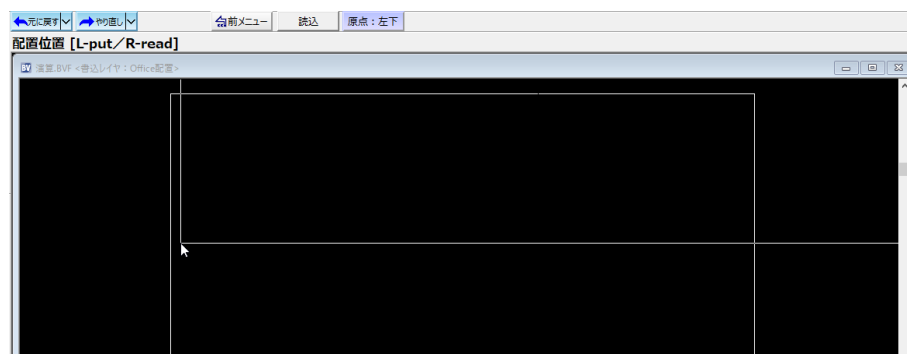 元に戻す やり直し 前メニュー 読込 原点：左下
配置位置 [L-put／R-read]
演算.BVF <書込レイヤ：Office配置>